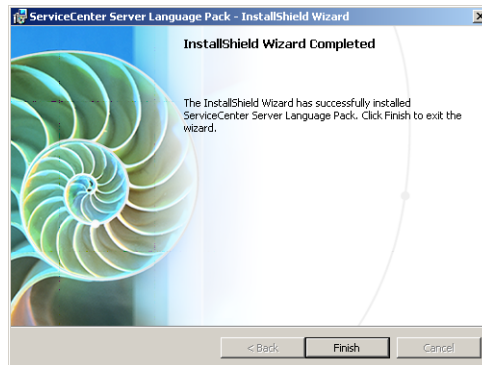 ServiceCenter Server Language Pack - InstallShield Wizard
InstallShield Wizard Completed
The InstallShield Wizard has successfully installed
ServiceCenter Server Language Pack. Click Finish to exit the
wizard.
< Back Finish Cancel